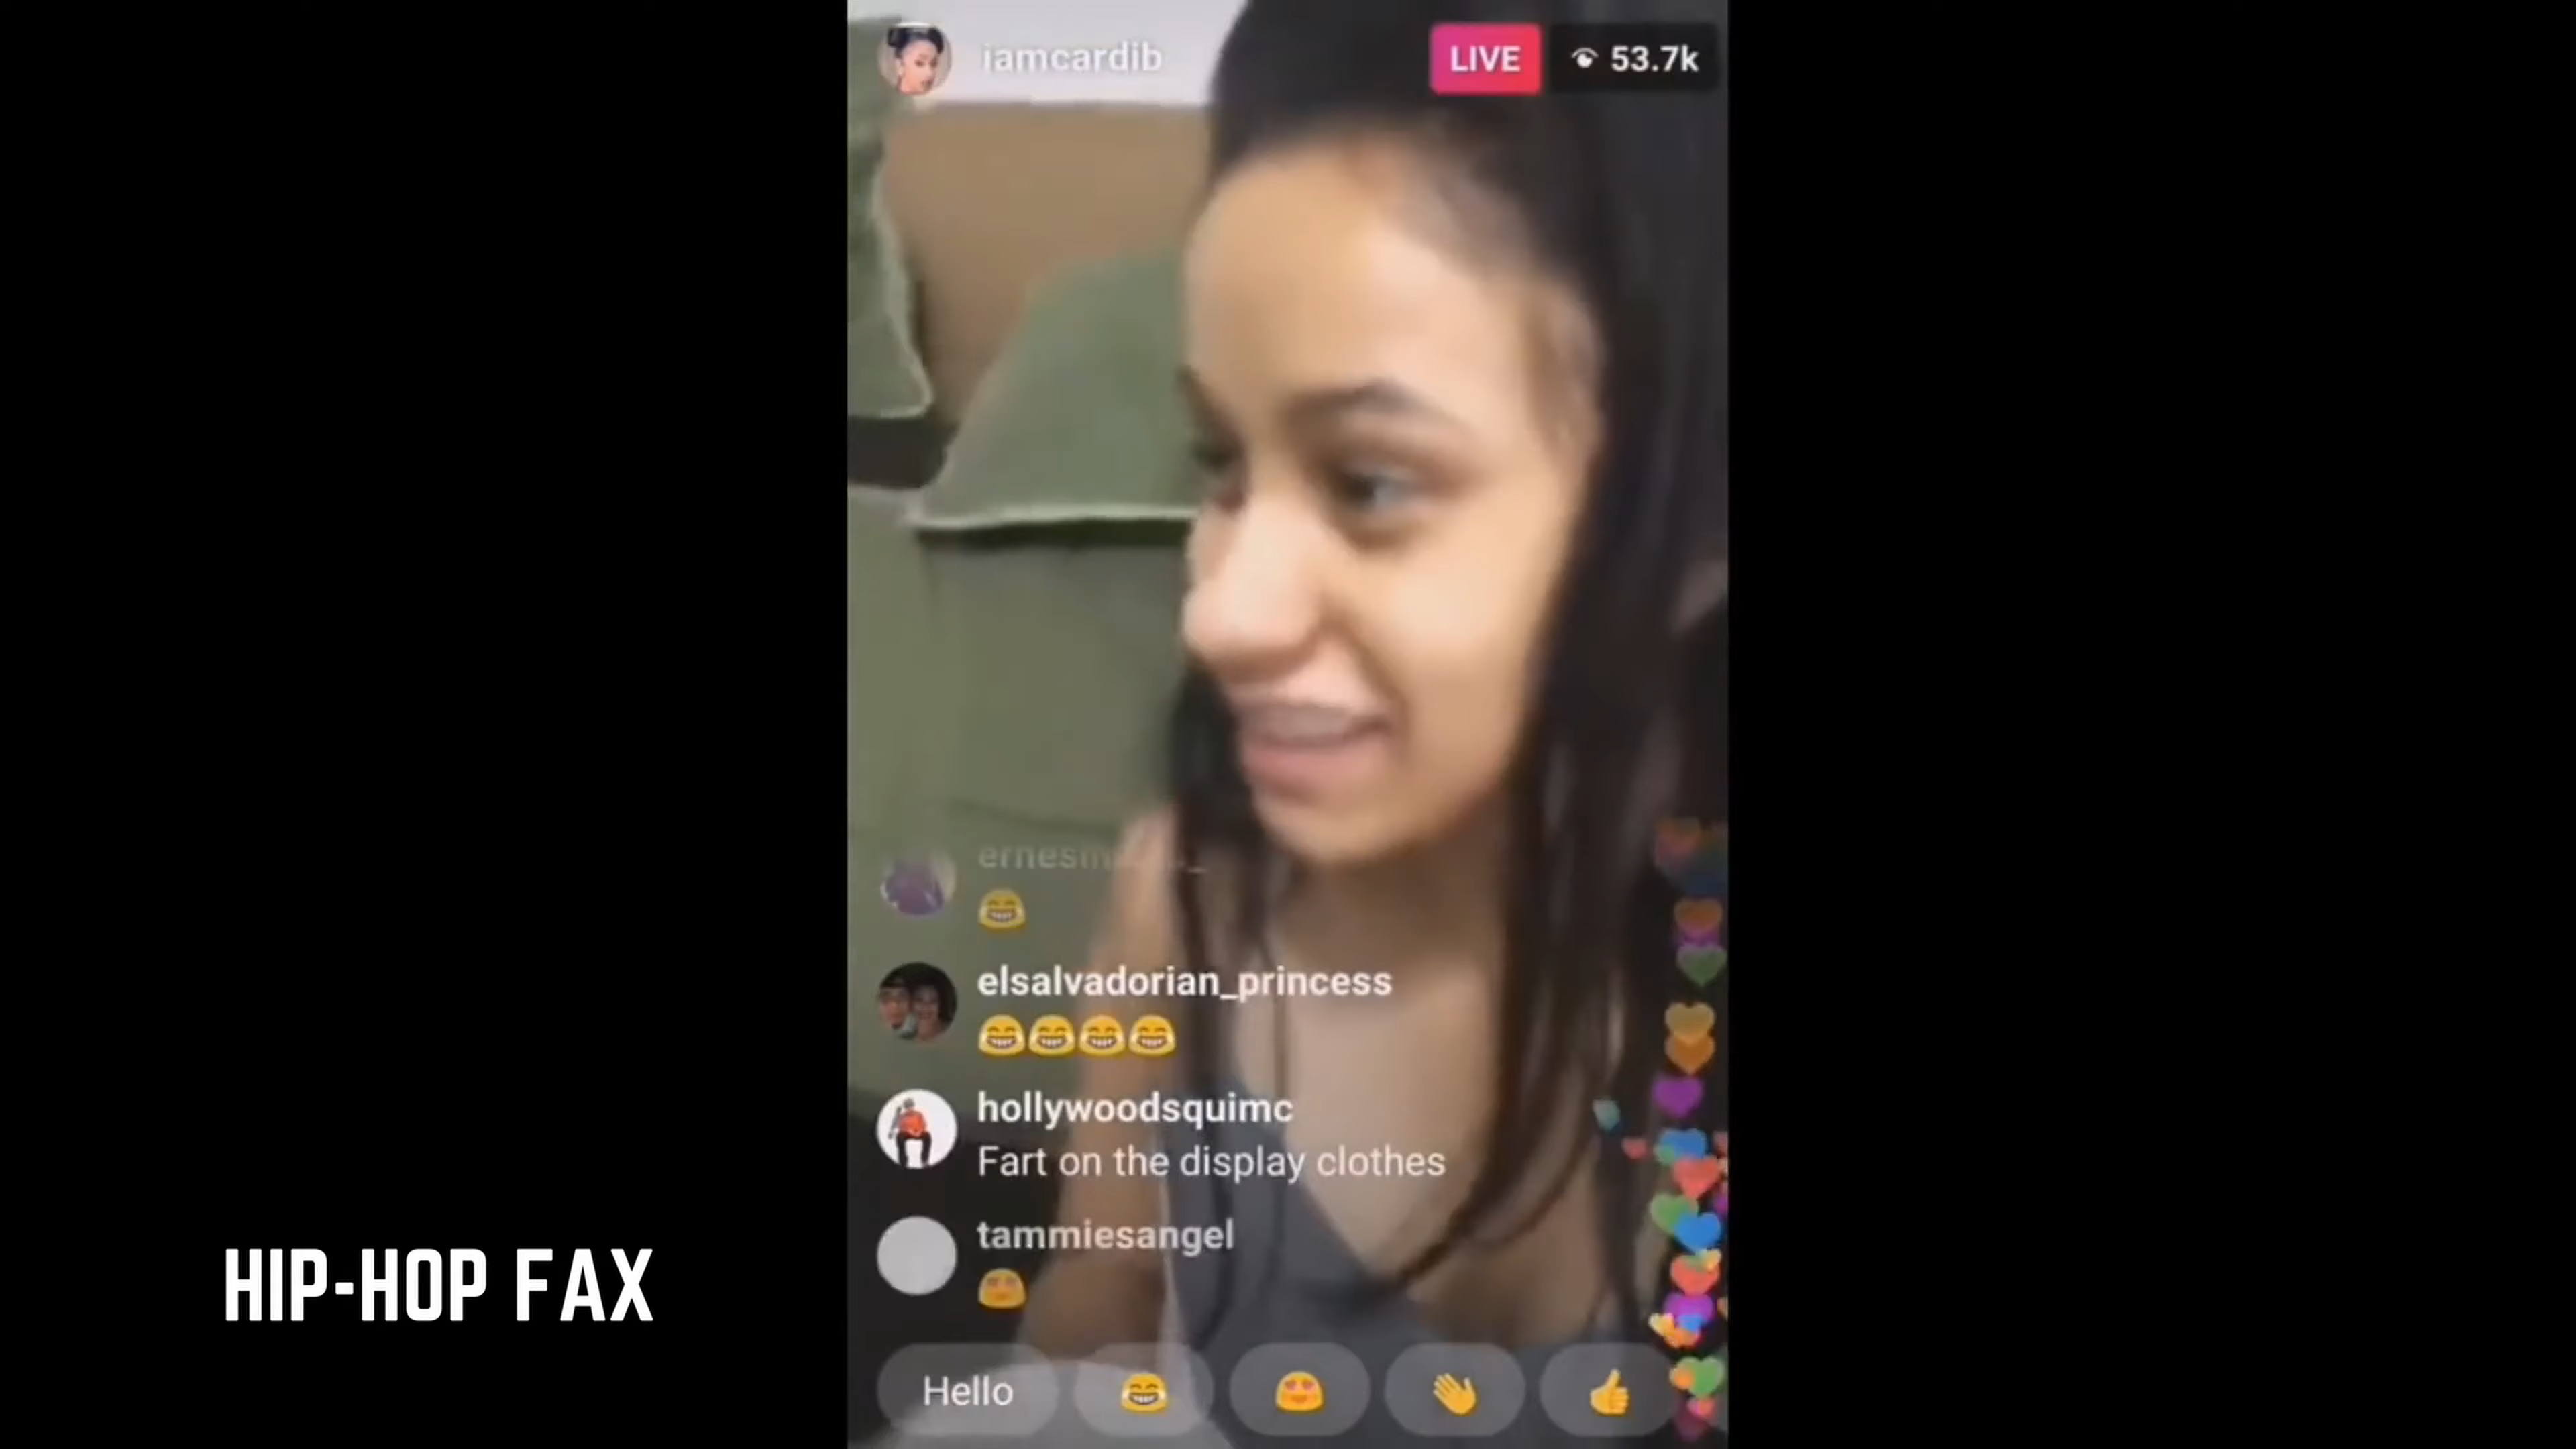 iamcardib
LIVE
53.7k
😂
elsalvadorian_princess
😂😂😂😂
hollywoodsquimc
Fart on the display clothes
tammiesangel
😍
HIP-HOP FAX
Hello 😂 😍 👋 👍